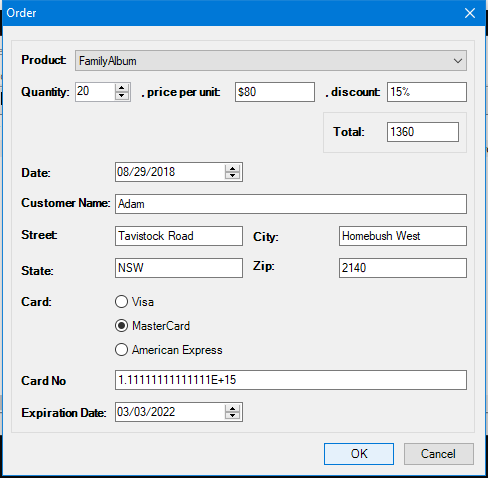 Order
Product: FamilyAlbum
Quantity: 20 , price per unit: $80 , discount: 15%
Total: 1360
Date: 08/29/2018
Customer Name: Adam
Street: Tavistock Road City: Homebush West
State: NSW Zip: 2140
Card: Visa
MasterCard
American Express
Card No 1.11111111111111E+15
Expiration Date: 03/03/2022
OK Cancel